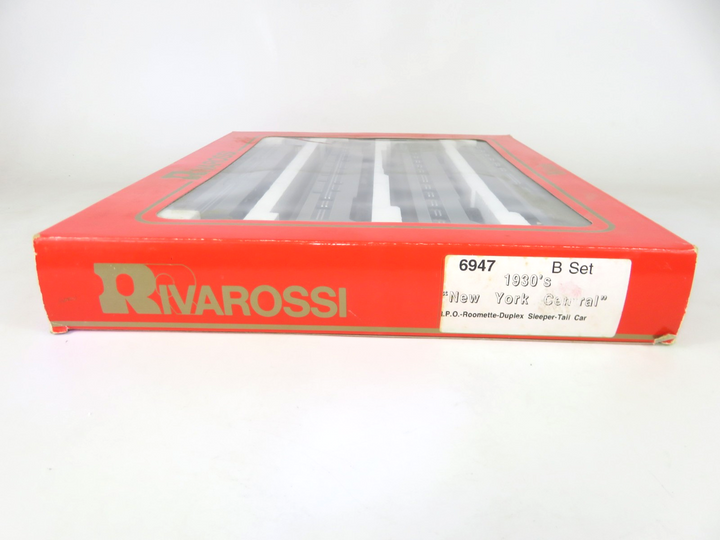 RIVAROSSI
6947 B Set
1930's
"New York Central"
.P.O.-Roomette-Duplex Sleeper-Tail Car